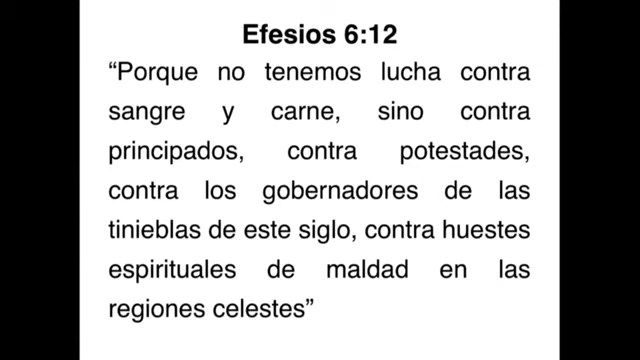 Efesios 6:12
“Porque no tenemos lucha contra
sangre y carne, sino contra
principados, contra potestades,
contra los gobernadores de las
tinieblas de este siglo, contra huestes
espirituales de maldad en las
regiones celestes”